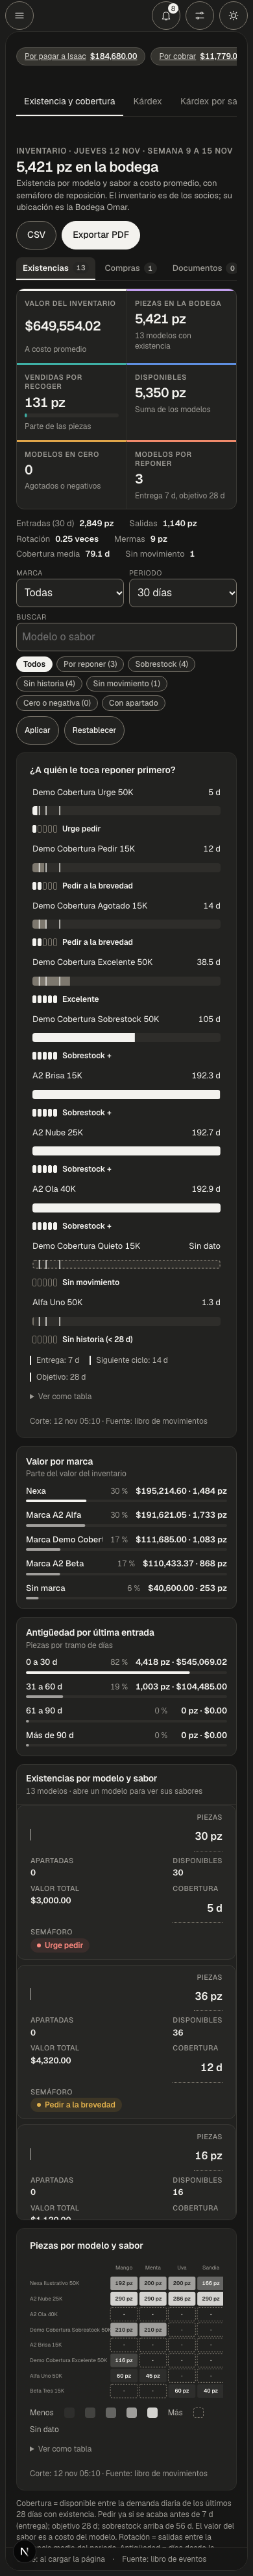 8
Por pagar a Isaac $184,680.00
Por cobrar $11,779.0
Existencia y cobertura Kárdex Kárdex por sa
INVENTARIO · JUEVES 12 NOV · SEMANA 9 A 15 NOV
5,421 pz en la bodega
Existencia por modelo y sabor a costo promedio, con
semáforo de reposición. El inventario es de los socios; su
ubicación es la Bodega Omar.
CSV Exportar PDF
Existencias 13 Compras 1 Documentos 0
VALOR DEL INVENTARIO
$649,554.02
A costo promedio
PIEZAS EN LA BODEGA
5,421 pz
13 modelos con
existencia
VENDIDAS POR
RECOGER
131 pz
Parte de las piezas
DISPONIBLES
5,350 pz
Suma de los modelos
MODELOS EN CERO
0
Agotados o negativos
MODELOS POR
REPONER
3
Entrega 7 d, objetivo 28 d
Entradas (30 d) 2,849 pz Salidas 1,140 pz
Rotación 0.25 veces Mermas 9 pz
Cobertura media 79.1 d Sin movimiento 1
MARCA PERIODO
Todas 30 días
BUSCAR
Modelo o sabor
Todos Por reponer (3) Sobrestock (4)
Sin historia (4) Sin movimiento (1)
Cero o negativa (0) Con apartado
Aplicar Restablecer
¿A quién le toca reponer primero?
Demo Cobertura Urge 50K 5 d
Urge pedir
Demo Cobertura Pedir 15K 12 d
Pedir a la brevedad
Demo Cobertura Agotado 15K 14 d
Pedir a la brevedad
Demo Cobertura Excelente 50K 38.5 d
Excelente
Demo Cobertura Sobrestock 50K 105 d
Sobrestock +
A2 Brisa 15K 192.3 d
Sobrestock +
A2 Nube 25K 192.7 d
Sobrestock +
A2 Ola 40K 192.9 d
Sobrestock +
Demo Cobertura Quieto 15K Sin dato
Sin movimiento
Alfa Uno 50K 1.3 d
Sin historia (< 28 d)
Entrega: 7 d Siguiente ciclo: 14 d
Objetivo: 28 d
Ver como tabla
Corte: 12 nov 05:10 · Fuente: libro de movimientos
Valor por marca
Parte del valor del inventario
Nexa 30 % $195,214.60 · 1,484 pz
Marca A2 Alfa 30 % $191,621.05 · 1,733 pz
Marca Demo Cobert 17 % $111,685.00 · 1,083 pz
Marca A2 Beta 17 % $110,433.37 · 868 pz
Sin marca 6 % $40,600.00 · 253 pz
Antigüedad por última entrada
Piezas por tramo de días
0 a 30 d 82 % 4,418 pz · $545,069.02
31 a 60 d 19 % 1,003 pz · $104,485.00
61 a 90 d 0 % 0 pz · $0.00
Más de 90 d 0 % 0 pz · $0.00
Existencias por modelo y sabor
13 modelos · abre un modelo para ver sus sabores
PIEZAS
30 pz
APARTADAS DISPONIBLES
0 30
VALOR TOTAL COBERTURA
$3,000.00
5 d
SEMÁFORO
Urge pedir
PIEZAS
36 pz
APARTADAS DISPONIBLES
0 36
VALOR TOTAL COBERTURA
$4,320.00
12 d
SEMÁFORO
Pedir a la brevedad
PIEZAS
16 pz
APARTADAS DISPONIBLES
0 16
VALOR TOTAL COBERTURA
Piezas por modelo y sabor
Mango Menta Uva Sandía
Nexa Ilustrativo 50K 192 pz 200 pz 200 pz 166 pz
A2 Nube 25K 290 pz 290 pz 286 pz 290 pz
A2 Ola 40K - - - -
Demo Cobertura Sobrestock 50K 210 pz 210 pz - -
A2 Brisa 15K - - - -
Demo Cobertura Excelente 50K 116 pz - - -
Alfa Uno 50K 60 pz 45 pz - -
Beta Tres 15K - - 60 pz 40 pz
Menos Más
Sin dato
Ver como tabla
Corte: 12 nov 05:10 · Fuente: libro de movimientos
Cobertura = disponible entre la demanda diaria de los últimos
28 días con existencia. Pedir ya si se acaba antes de 7 d
(entrega); objetivo 28 d; sobrestock arriba de 56 d. El valor del
sabor es a costo del modelo. Rotación = salidas entre la
N
al cargar la página · Fuente: libro de eventos